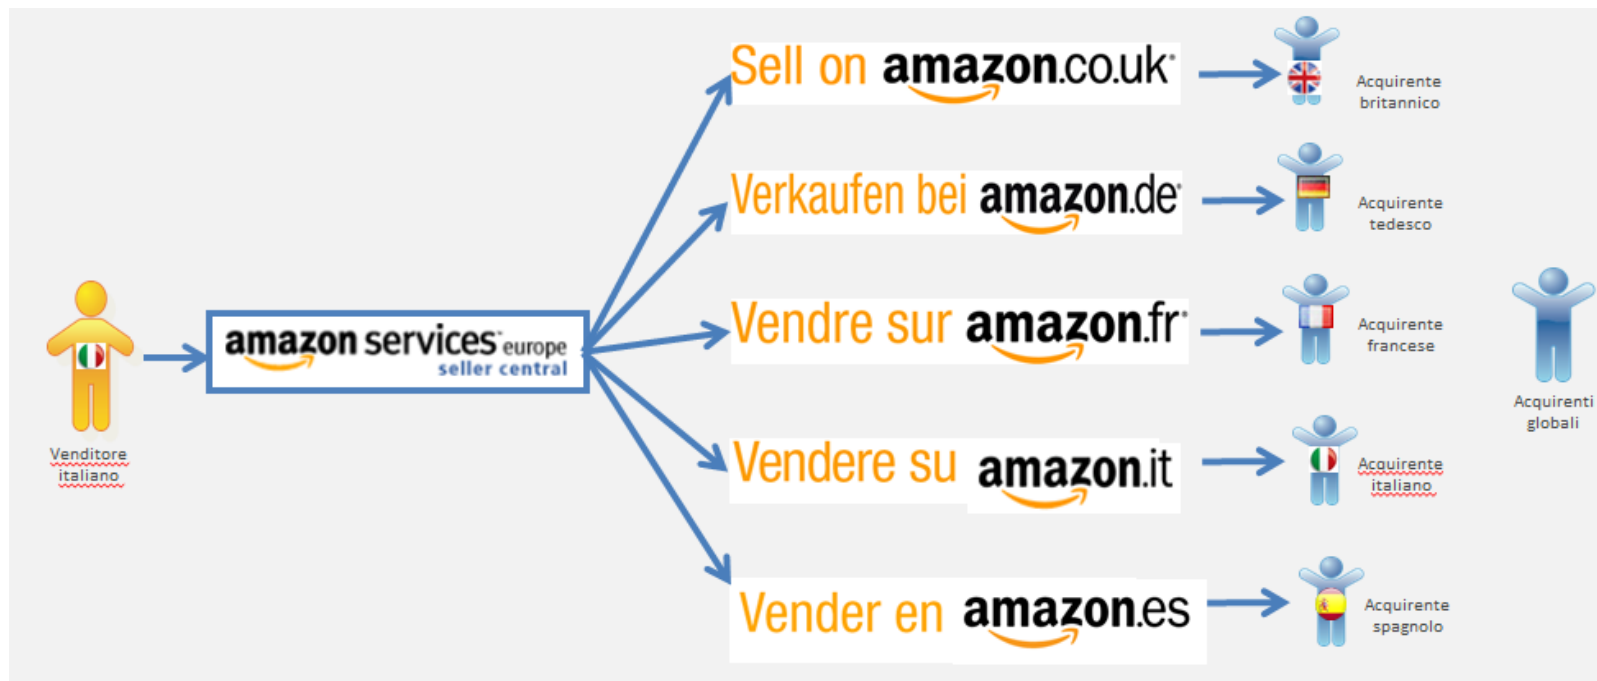 Sell on amazon.co.uk
Acquirente
britannico
Verkaufen bei amazon.de
Acquirente
tedesco
Venditore
italiano
amazon services europe
seller central
Vendre sur amazon.fr
Acquirente
francese
Acquirenti
globali
Vendere su amazon.it
Acquirente
italiano
Vender en amazon.es
Acquirente
spagnolo